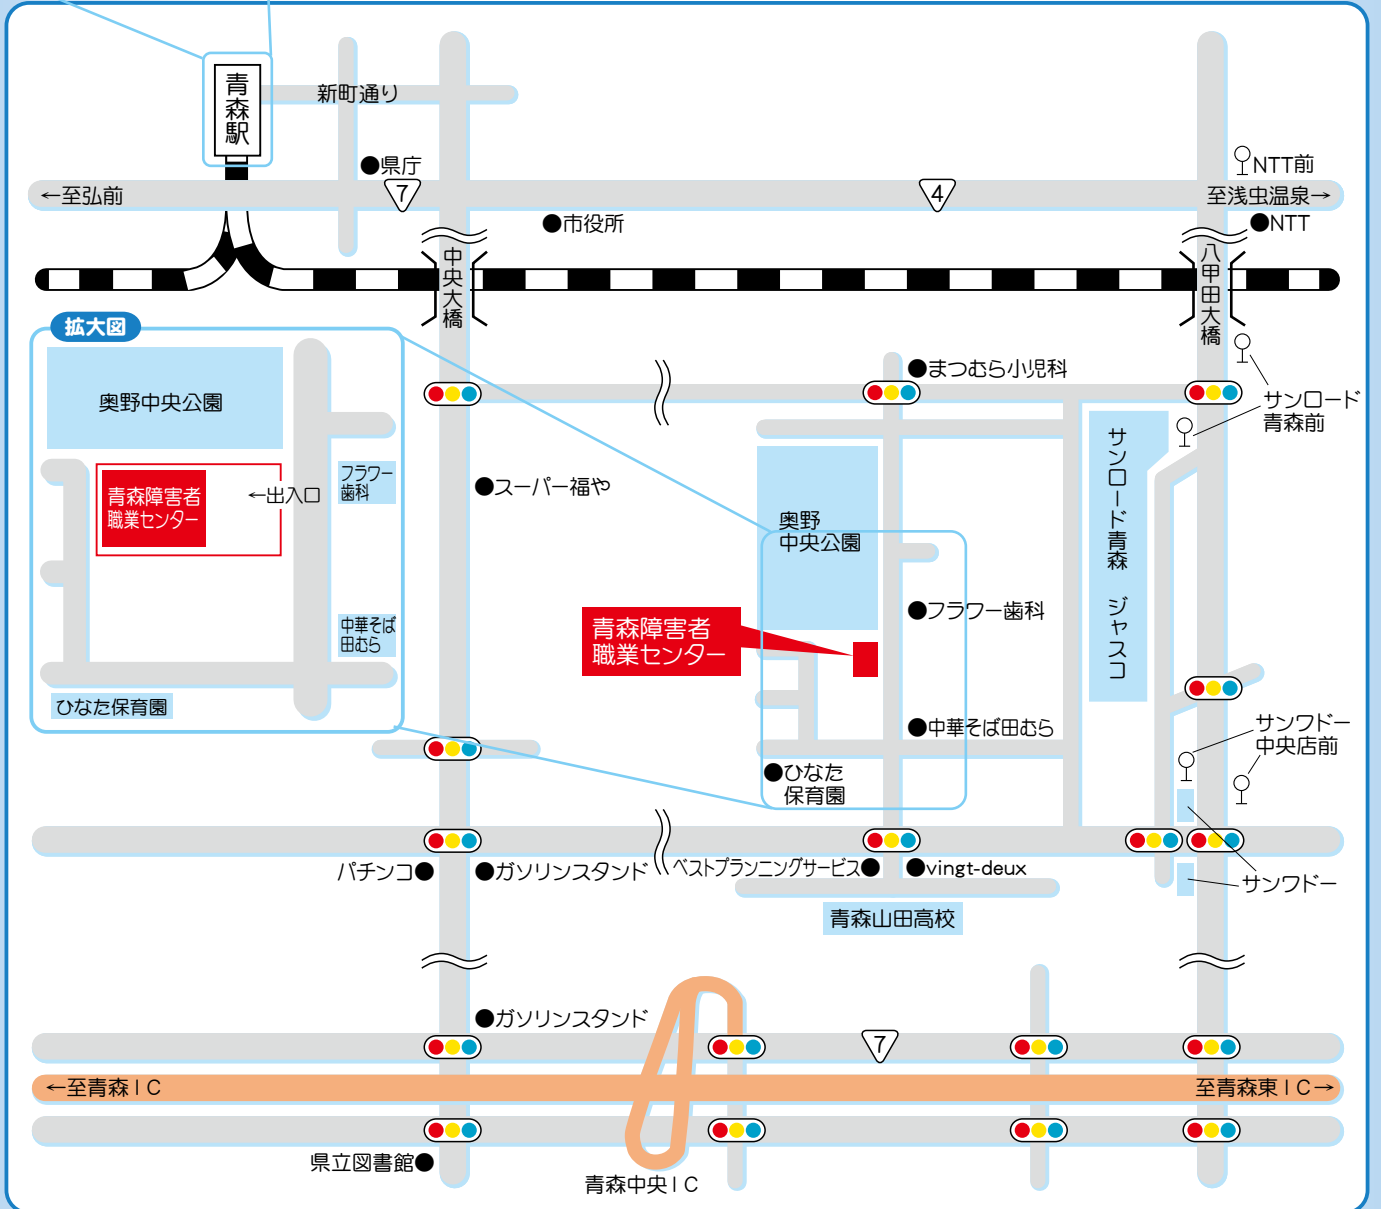 青森駅
新町通り
●県庁
NTT前
←至弘前
7
4
至浅虫温泉→
●市役所
●NTT
中央大橋
八甲田大橋
拡大図
奥野中央公園
フラワー
歯科
青森障害者
職業センター
←出入口
中華そば
田むら
ひなた保育園
●まつむら小児科
サンロード
青森前
●スーパー福や
サンロード青森 ジャスコ
奥野
中央公園
●フラワー歯科
青森障害者
職業センター
●中華そば田むら
●ひなた
保育園
サンワドー
中央店前
パチンコ●
●ガソリンスタンド
ベストプランニングサービス●
●vingt-deux
サンワドー
青森山田高校
●ガソリンスタンド
7
←至青森IC
至青森東IC→
県立図書館●
青森中央IC